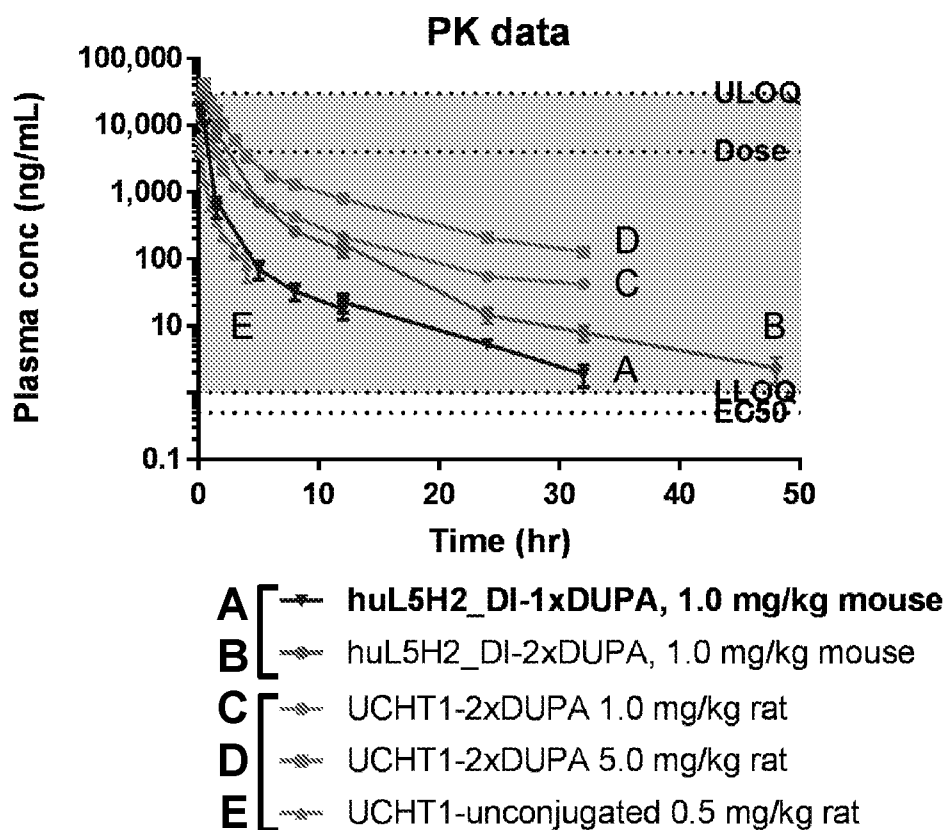 PK data
Plasma conc (ng/mL)
100,000
10,000
1,000
100
10
1
0.1
ULOQ
Dose
D
C
E
B
A
LLOQ
EC50
0 10 20 30 40 50
Time (hr)
A huL5H2_DI-1xDUPA, 1.0 mg/kg mouse
B huL5H2_DI-2xDUPA, 1.0 mg/kg mouse
C UCHT1-2xDUPA 1.0 mg/kg rat
D UCHT1-2xDUPA 5.0 mg/kg rat
E UCHT1-unconjugated 0.5 mg/kg rat